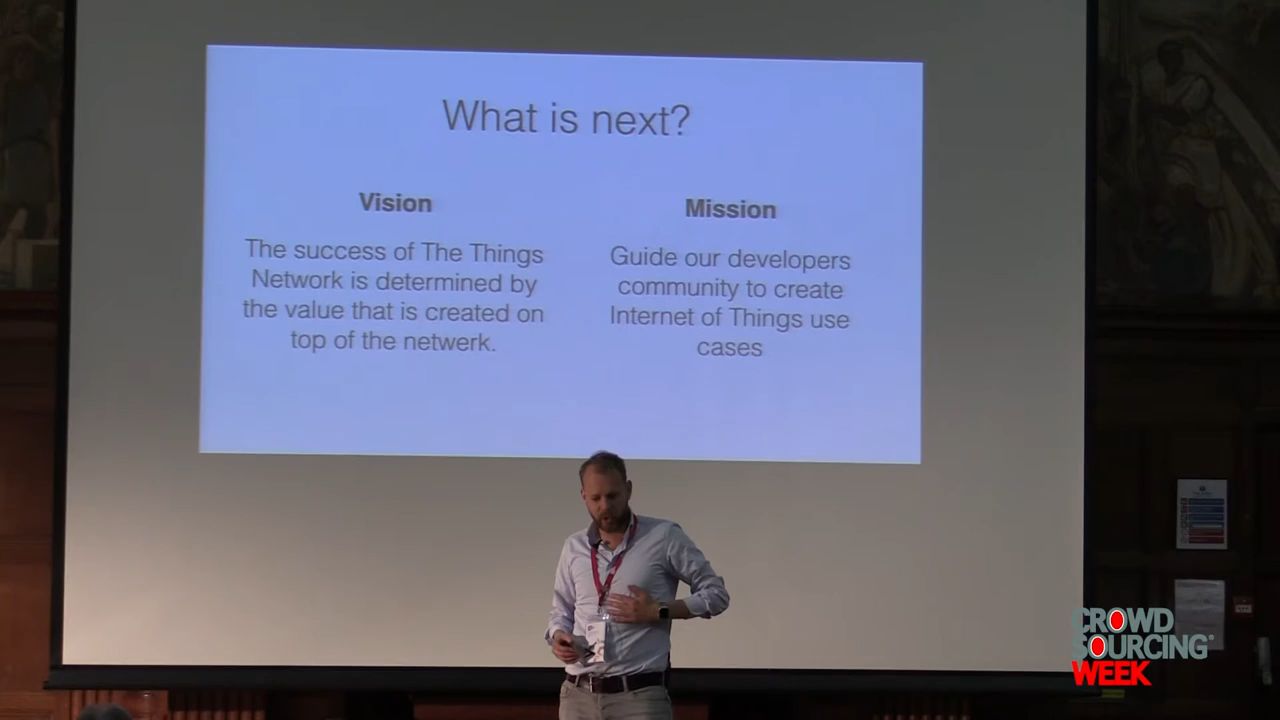 What is next?
Vision
The success of The Things
Network is determined by
the value that is created on
top of the netwerk.
Mission
Guide our developers
community to create
Internet of Things use
cases
CROWD
SOURCING®
WEEK